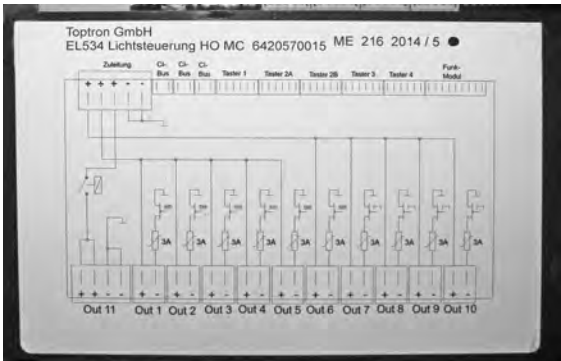 Toptron GmbH
EL534 Lichtsteuerung HO MC 6420570015 ME 216 2014 / 5
Zuleitung CI-Bus CI-Bus CI-Bus Taster 1 Taster 2A Taster 2B Taster 3 Taster 4 Funk-Modul
+ + + - -
3A 3A 3A 3A 3A 3A 3A 3A 3A 3A
+ + - - + - + - + - + - + - + - + - + - + - + -
Out 11 Out 1 Out 2 Out 3 Out 4 Out 5 Out 6 Out 7 Out 8 Out 9 Out 10